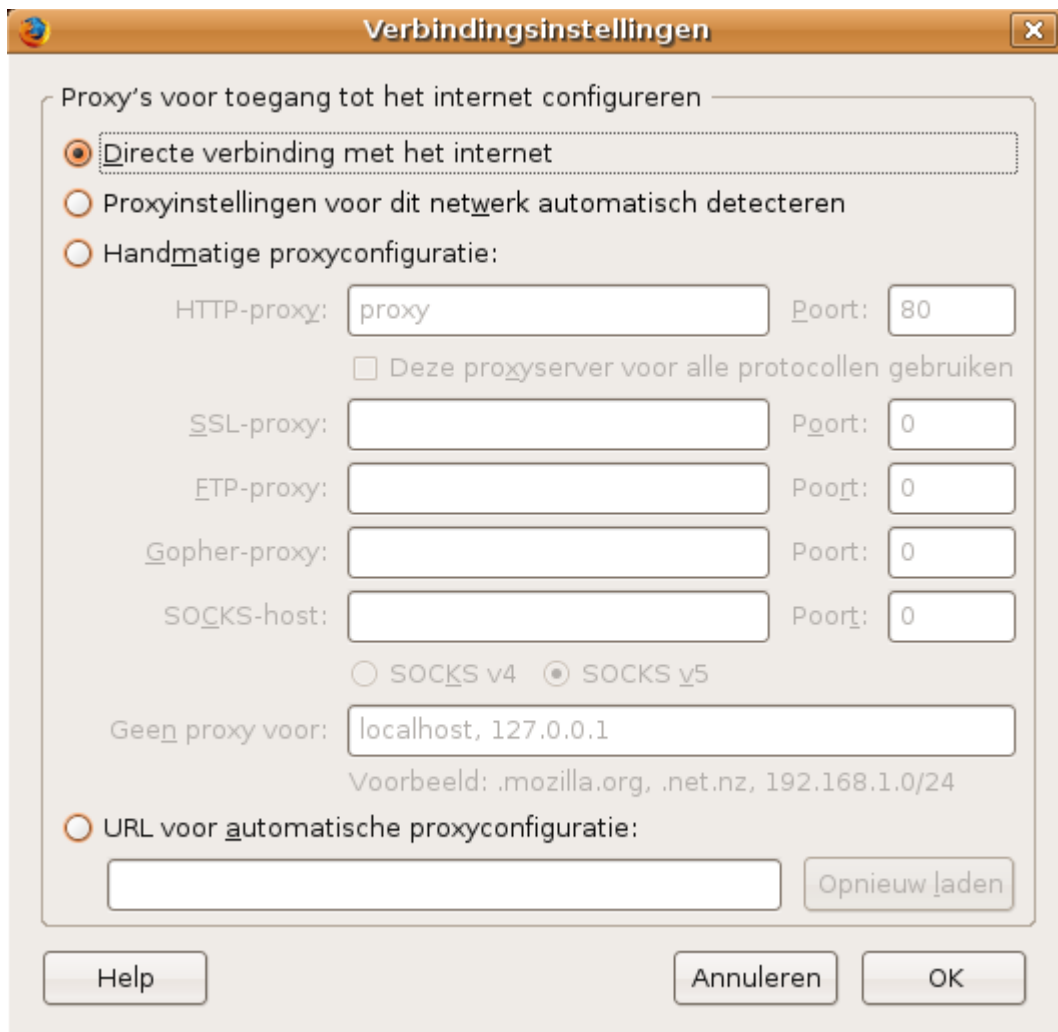 Verbindingsinstellingen
Proxy's voor toegang tot het internet configureren
Directe verbinding met het internet
Proxyinstellingen voor dit netwerk automatisch detecteren
Handmatige proxyconfiguratie:
HTTP-proxy: proxy Poort: 80
Deze proxyserver voor alle protocollen gebruiken
SSL-proxy: Poort: 0
FTP-proxy: Poort: 0
Gopher-proxy: Poort: 0
SOCKS-host: Poort: 0
SOCKS v4 SOCKS v5
Geen proxy voor: localhost, 127.0.0.1
Voorbeeld: .mozilla.org, .net.nz, 192.168.1.0/24
URL voor automatische proxyconfiguratie:
Opnieuw laden
Help Annuleren OK